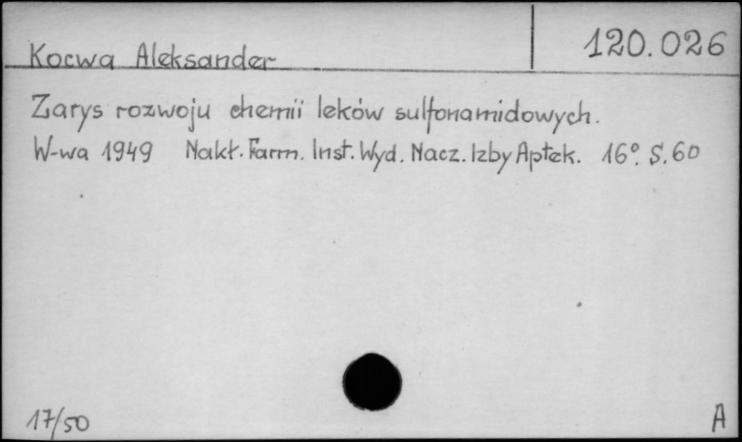 Kocwa Aleksander 120.026
Zarys rozwoju chemii leków sulfonamidowych.
W-wa 1949 Nakł. Farm. Inst. Wyd. Nacz. Izby Aptek. 16º. S. 60
17/50 A